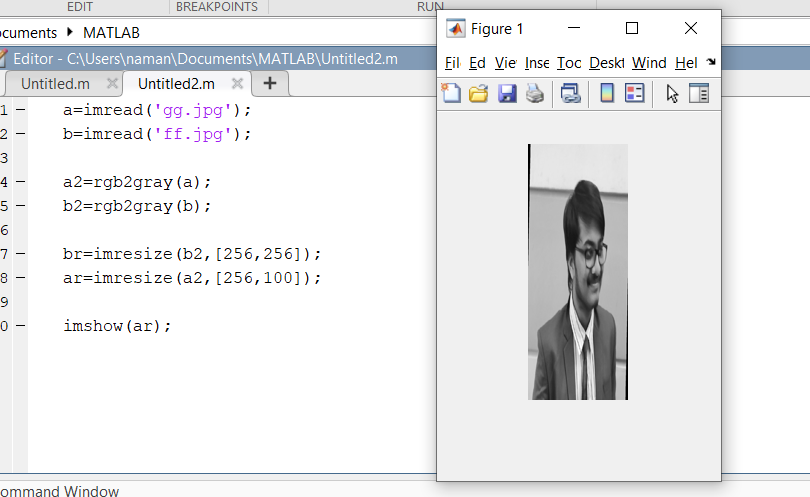 EDIT BREAKPOINTS RUN
ocuments MATLAB
Editor - C:\Users\naman\Documents\MATLAB\Untitled2.m
Untitled.m Untitled2.m
1 a=imread('gg.jpg');
2 b=imread('ff.jpg');
3
4 a2=rgb2gray(a);
5 b2=rgb2gray(b);
6
7 br=imresize(b2,[256,256]);
8 ar=imresize(a2,[256,100]);
9
0 imshow(ar);
ommand Window
Figure 1
Fil Ed Vie Inse Too Deskt Wind Hel